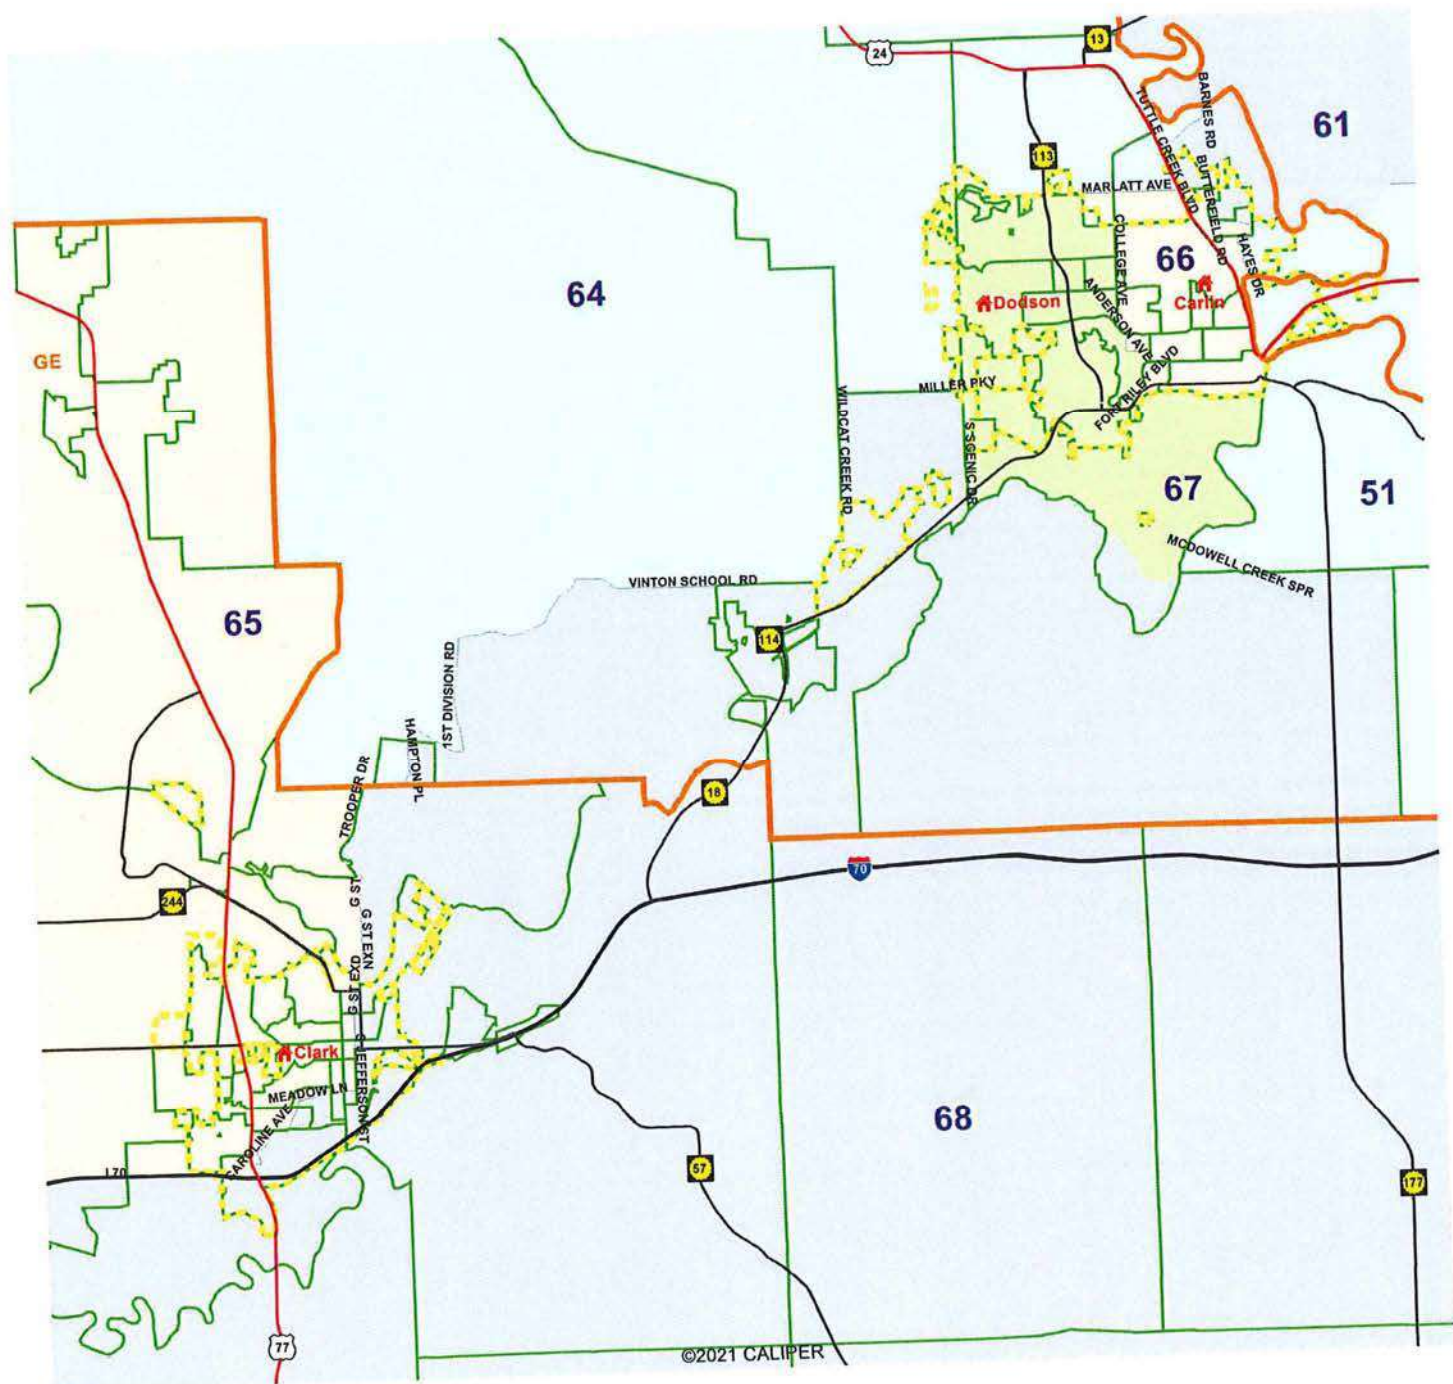 13
24
61
BARNES RD
TUTTLE CREEK BLVD
113
BUTTERFIELD RD
MARLATT AVE
COLLEGE AVE
66
HAYES DR
64
Dodson
Carlin
ANDERSON AVE
GE
MILLER PKY
FORT RILEY BLVD
WILDCAT CREEK RD
S SCENIC DR
67
51
MCDOWELL CREEK SPR
VINTON SCHOOL RD
65
114
1ST DIVISION RD
HAMPTON PL
TROOPER DR
18
70
G ST
244
G ST EXN
G ST EXD
Clark
S JEFFERSON ST
MEADOW LN
CAROLINE AVE
68
I 70
57
177
77
©2021 CALIPER